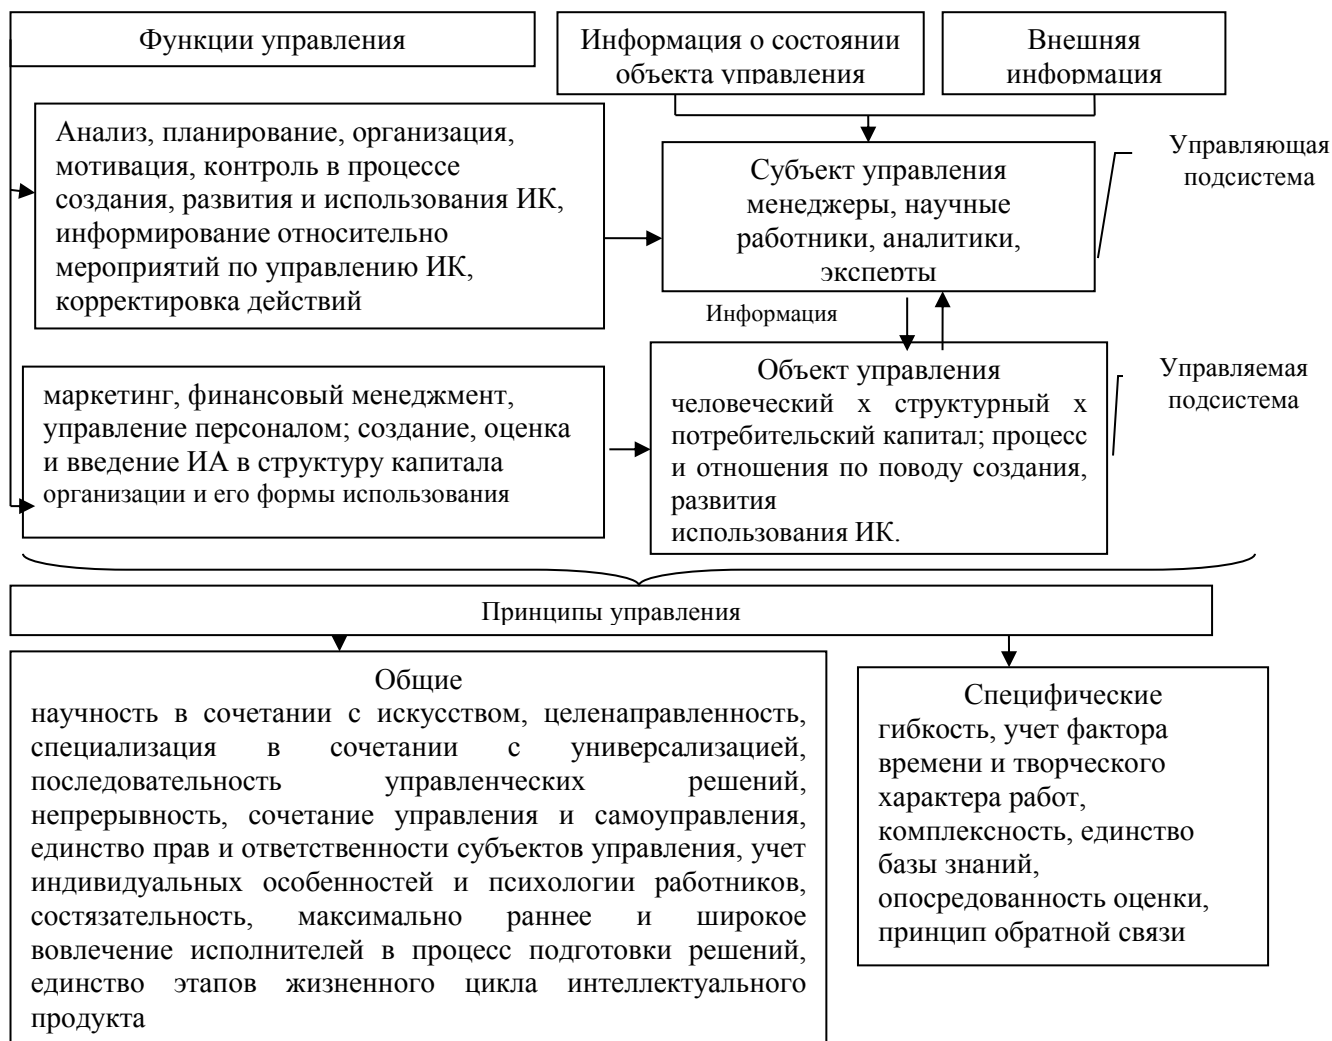 Функции управления
Информация о состоянии
объекта управления
Внешняя
информация
Анализ, планирование, организация,
мотивация, контроль в процессе
создания, развития и использования ИК,
информирование относительно
мероприятий по управлению ИК,
корректировка действий
Субъект управления
менеджеры, научные
работники, аналитики,
эксперты
Управляющая
подсистема
Информация
маркетинг, финансовый менеджмент,
управление персоналом; создание, оценка
и введение ИА в структуру капитала
организации и его формы использования
Объект управления
человеческий х структурный х
потребительский капитал; процесс
и отношения по поводу создания,
развития
использования ИК.
Управляемая
подсистема
Принципы управления
Общие
научность в сочетании с искусством, целенаправленность,
специализация в сочетании с универсализацией,
последовательность управленческих решений,
непрерывность, сочетание управления и самоуправления,
единство прав и ответственности субъектов управления, учет
индивидуальных особенностей и психологии работников,
состязательность, максимально раннее и широкое
вовлечение исполнителей в процесс подготовки решений,
единство этапов жизненного цикла интеллектуального
продукта
Специфические
гибкость, учет фактора
времени и творческого
характера работ,
комплексность, единство
базы знаний,
опосредованность оценки,
принцип обратной связи